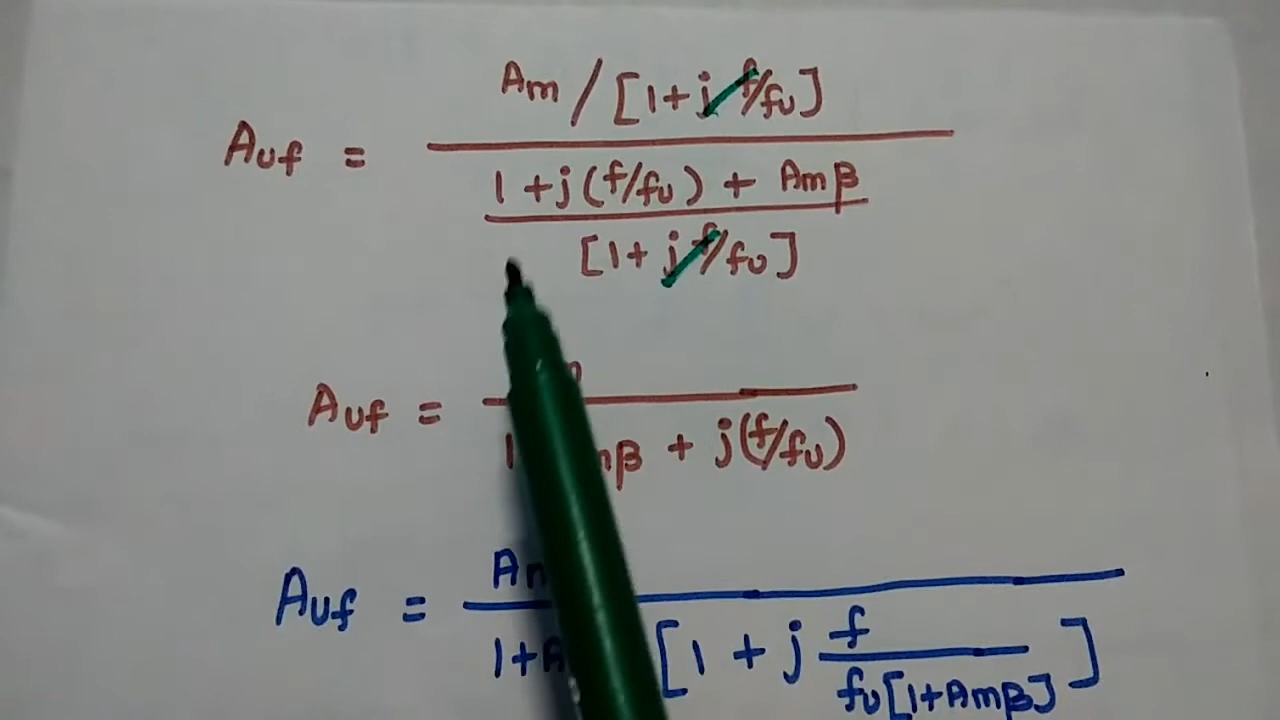 Am / [1+j f/fu]
Auf =
1 +j (f/fu) + Amβ
[1+ j f/fu]
Auf =
+ j(f/fu)
Auf =
[1 + j f
fu[1+Amβ] ]